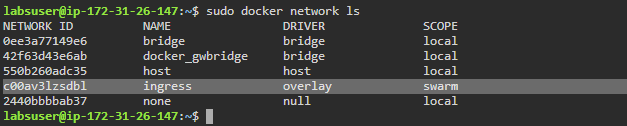 labsuser@ip-172-31-26-147:~$ sudo docker network ls
NETWORK ID     NAME              DRIVER    SCOPE
0ee3a77149e6   bridge            bridge    local
42f63d43e6ab   docker_gwbridge   bridge    local
550b260adc35   host              host      local
c00av3lzsdbl   ingress           overlay   swarm
2440bbbbab37   none              null      local
labsuser@ip-172-31-26-147:~$